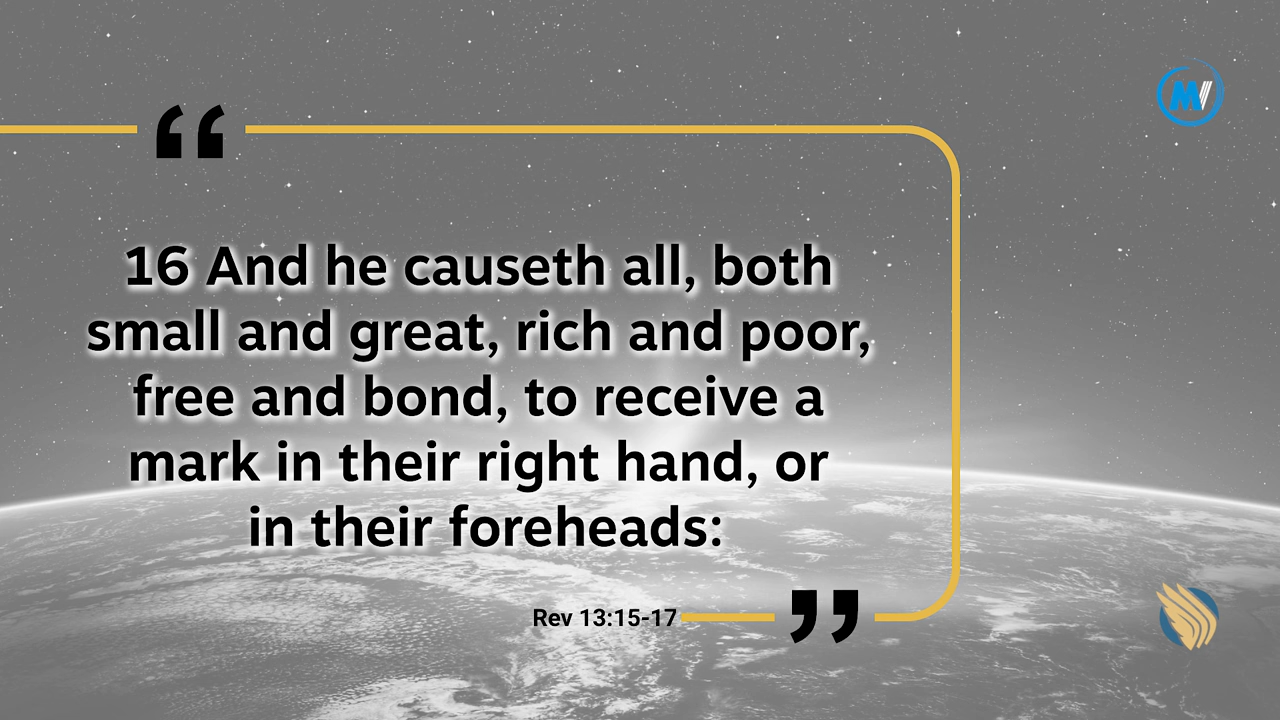 “
16 And he causeth all, both
small and great, rich and poor,
free and bond, to receive a
mark in their right hand, or
in their foreheads:
Rev 13:15-17
”